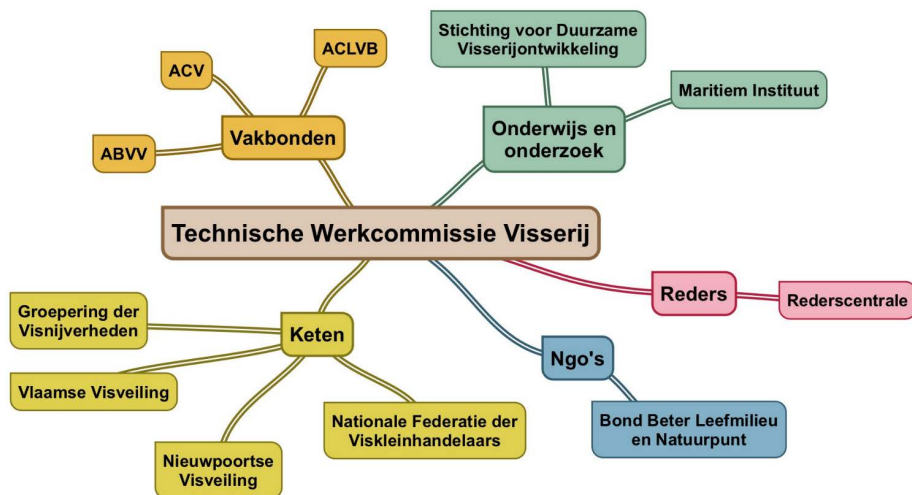 Stichting voor Duurzame
Visserijontwikkeling
ACLVB
ACV
Maritiem Instituut
Vakbonden
Onderwijs en
onderzoek
ABVV
Technische Werkcommissie Visserij
Reders
Rederscentrale
Groepering der
Visnijverheden
Keten
Ngo's
Vlaamse Visveiling
Nationale Federatie der
Viskleinhandelaars
Bond Beter Leefmilieu
en Natuurpunt
Nieuwpoortse
Visveiling